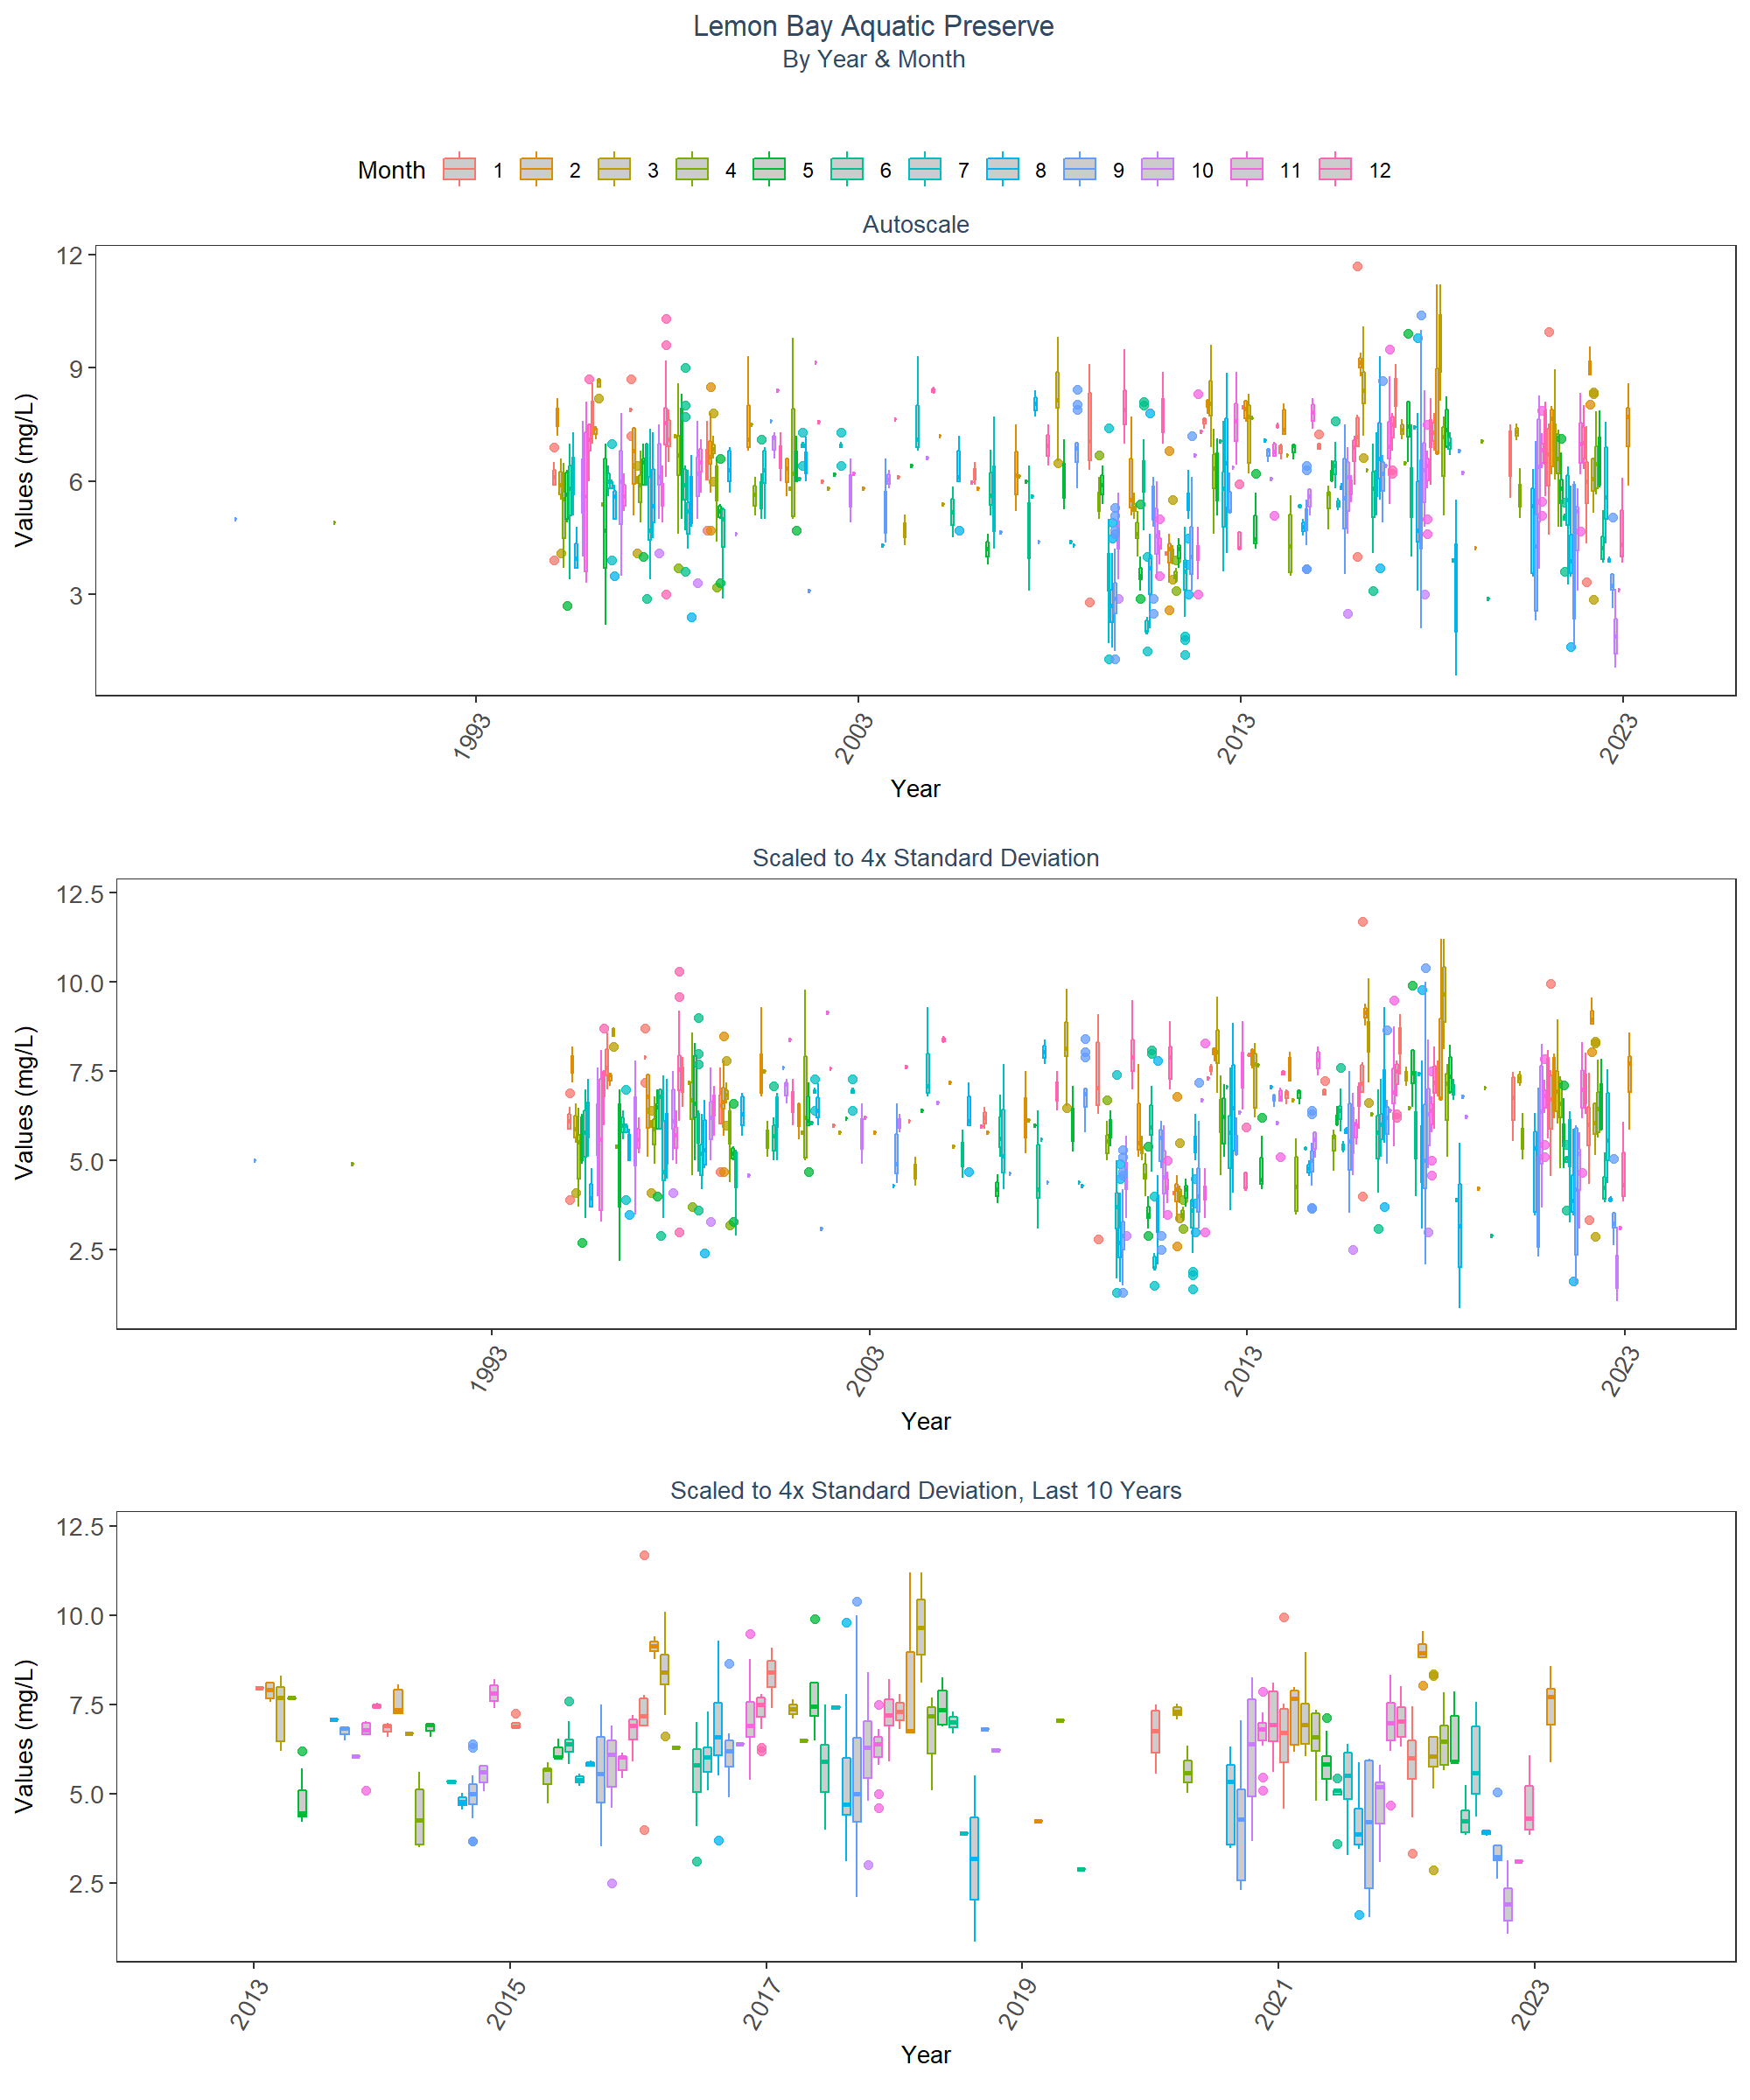 Lemon Bay Aquatic Preserve
By Year & Month
Month 1 2 3 4 5 6 7 8 9 10 11 12
Autoscale
12
9
6
3
Values (mg/L)
1993 2003 2013 2023
Year
Scaled to 4x Standard Deviation
12.5
10.0
7.5
5.0
2.5
Values (mg/L)
1993 2003 2013 2023
Year
Scaled to 4x Standard Deviation, Last 10 Years
12.5
10.0
7.5
5.0
2.5
Values (mg/L)
2013 2015 2017 2019 2021 2023
Year